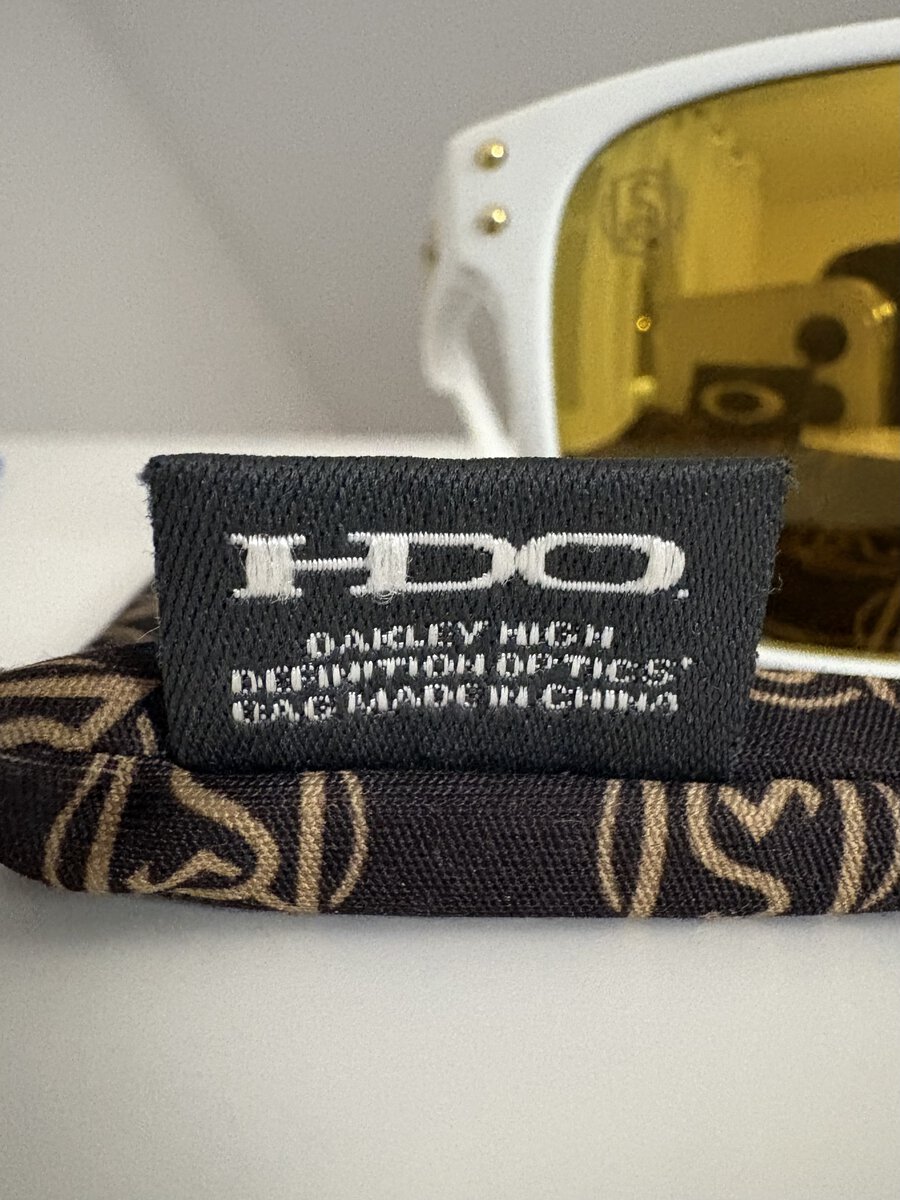 HDO.
OAKLEY HIGH
DEFINITION OPTICS'
BAG MADE IN CHINA